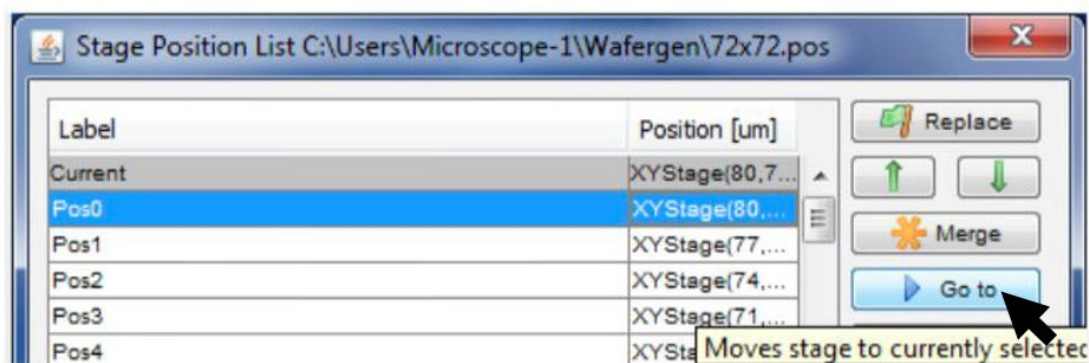 Stage Position List C:\Users\Microscope-1\Wafergen\72x72.pos
Label Position [um] Replace
Current XYStage(80,7...
Pos0 XYStage(80,...
Pos1 XYStage(77,... Merge
Pos2 XYStage(74,... Go to
Pos3 XYStage(71,...
Pos4 XYSta Moves stage to currently selected